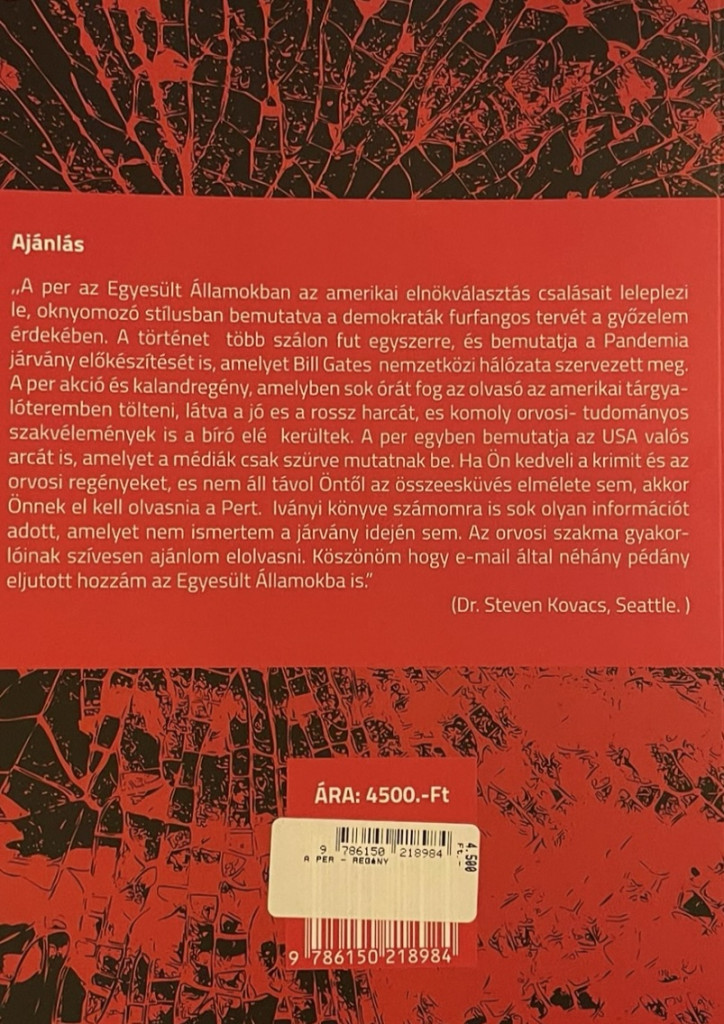 Ajánlás
„A per az Egyesült Államokban az amerikai elnökválasztás csalásait leleplezi
le, oknyomozó stílusban bemutatva a demokraták furfangos tervét a győzelem
érdekében. A történet több szálon fut egyszerre, és bemutatja a Pandemia
járvány előkészítését is, amelyet Bill Gates nemzetközi hálózata szervezett meg.
A per akció és kalandregény, amelyben sok órát fog az olvasó az amerikai tárgya-
lóteremben tölteni, látva a jó es a rossz harcát, es komoly orvosi- tudományos
szakvélemények is a bíró elé kerültek. A per egyben bemutatja az USA valós
arcát is, amelyet a médiák csak szürve mutatnak be. Ha Ön kedveli a krimit és az
orvosi regényeket, es nem áll távol Öntől az összeesküvés elmélete sem, akkor
Önnek el kell olvasnia a Pert. Iványi könyve számomra is sok olyan információt
adott, amelyet nem ismertem a járvány idején sem. Az orvosi szakma gyakor-
lóinak szívesen ajánlom elolvasni. Köszönöm hogy e-mail által néhány pédány
eljutott hozzám az Egyesült Államokba is."
(Dr. Steven Kovacs, Seattle. )
ÁRA: 4500.-Ft
9 786150 218984
A PER - REGÉNY
4.500
Ft.-
9 786150 218984